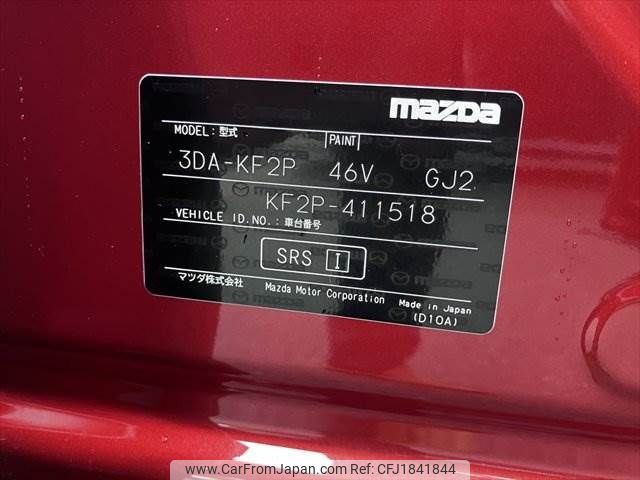 mazda
MODEL:型式 PAINT
3DA-KF2P 46V GJ2
KF2P-411518
VEHICLE ID.NO.:車台番号
SRS I
マツダ株式会社 Mazda Motor Corporation Made in Japan
(D10A)
www.CarFromJapan.com ID:CFJ1841844